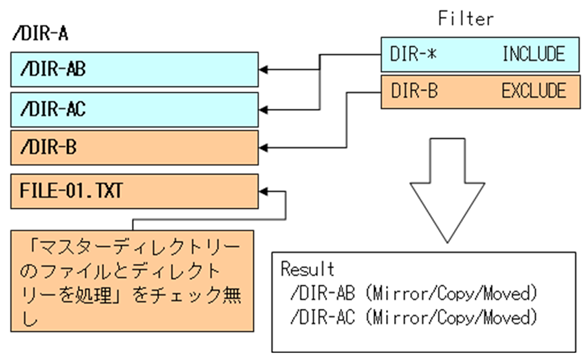 Filter
/DIR-A
/DIR-AB
/DIR-AC
/DIR-B
FILE-01.TXT
DIR-* INCLUDE
DIR-B EXCLUDE
「マスターディレクトリー
のファイルとディレクト
リーを処理」をチェック無
し
Result
/DIR-AB (Mirror/Copy/Moved)
/DIR-AC (Mirror/Copy/Moved)